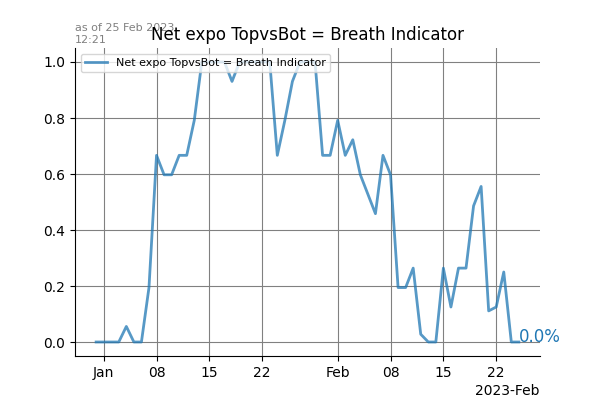 as of 25 Feb 2023
12:21
Net expo TopvsBot = Breath Indicator
Net expo TopvsBot = Breath Indicator
1.0
0.8
0.6
0.4
0.2
0.0
0.0%
Jan 08 15 22 Feb 08 15 22
2023-Feb